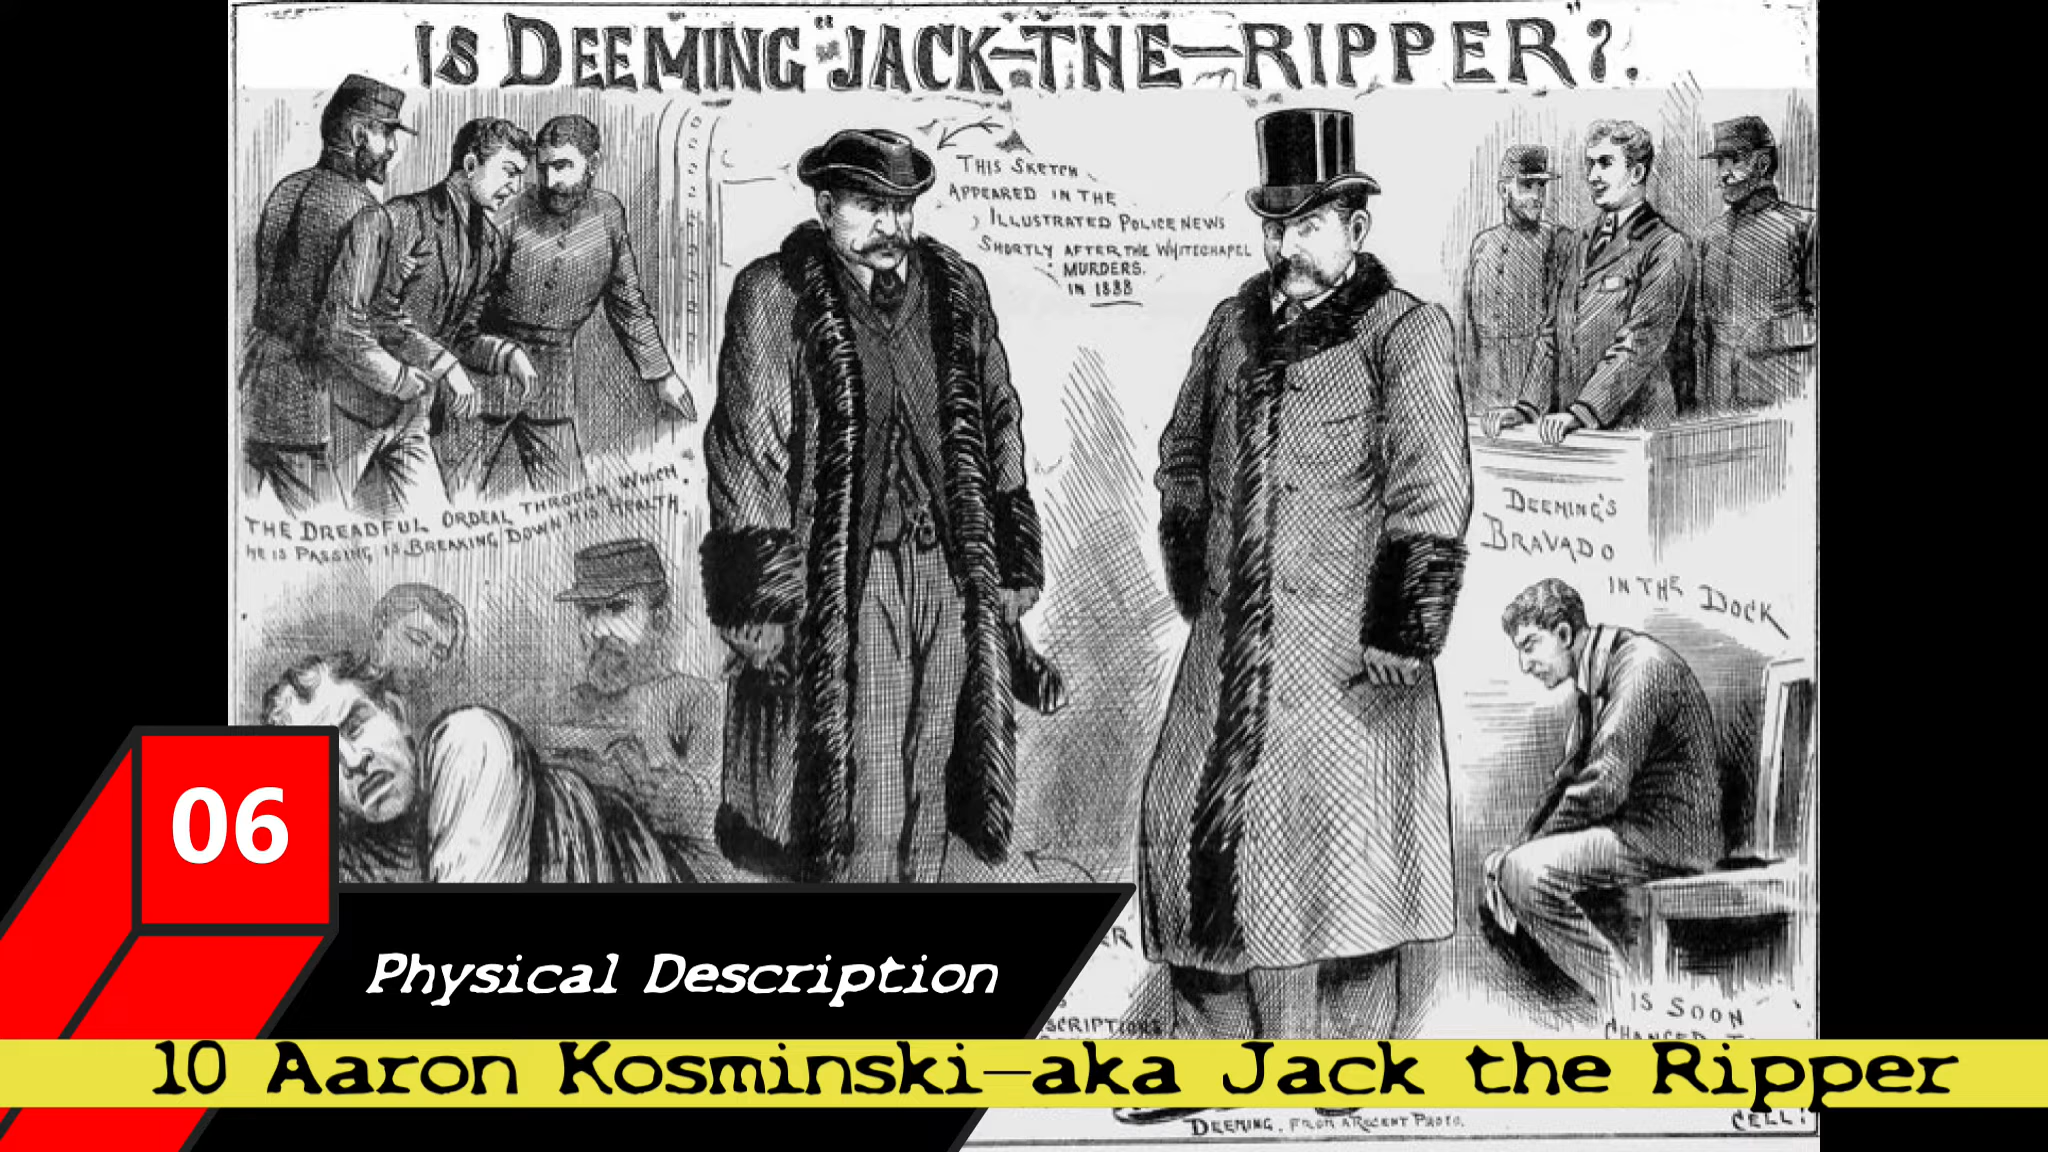 IS DEEMING "JACK-THE-RIPPER"?
THIS SKETCH
APPEARED IN THE
ILLUSTRATED POLICE NEWS
SHORTLY AFTER THE WHITECHAPEL
MURDERS.
IN 1888
THE DREADFUL ORDEAL THROUGH WHICH
HE IS PASSING IS BREAKING DOWN HIS HEALTH.
DEEMING'S
BRAVADO
IN THE DOCK
06
Physical Description
IS SOON
10 Aaron Kosminski—aka Jack the Ripper
DEEMING. FROM A RECENT PHOTO.
CELL!